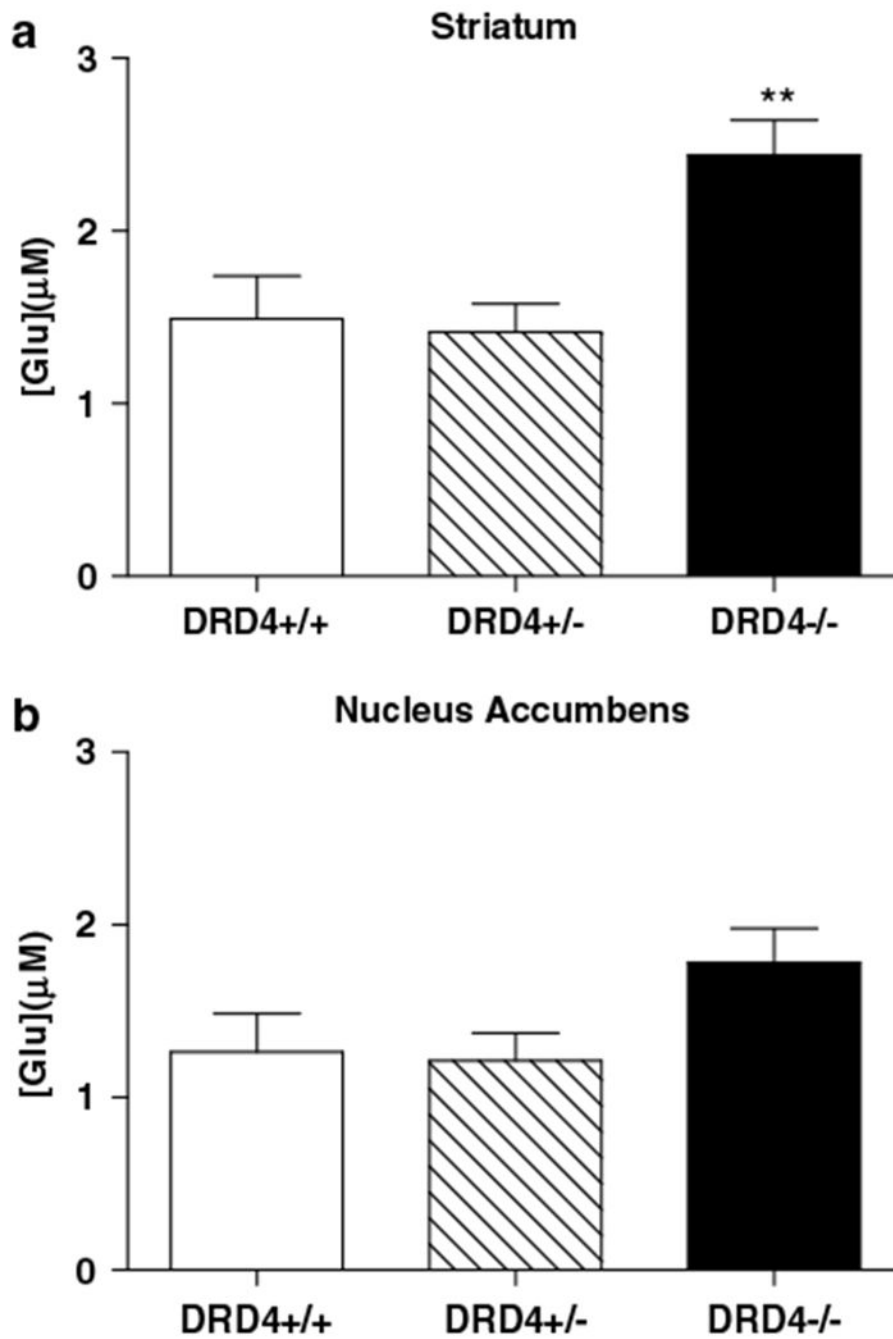 a
Striatum
3
**
2
1
0
[Glu](μM)
DRD4+/+ DRD4+/- DRD4-/-
b
Nucleus Accumbens
3
2
1
0
[Glu](μM)
DRD4+/+ DRD4+/- DRD4-/-